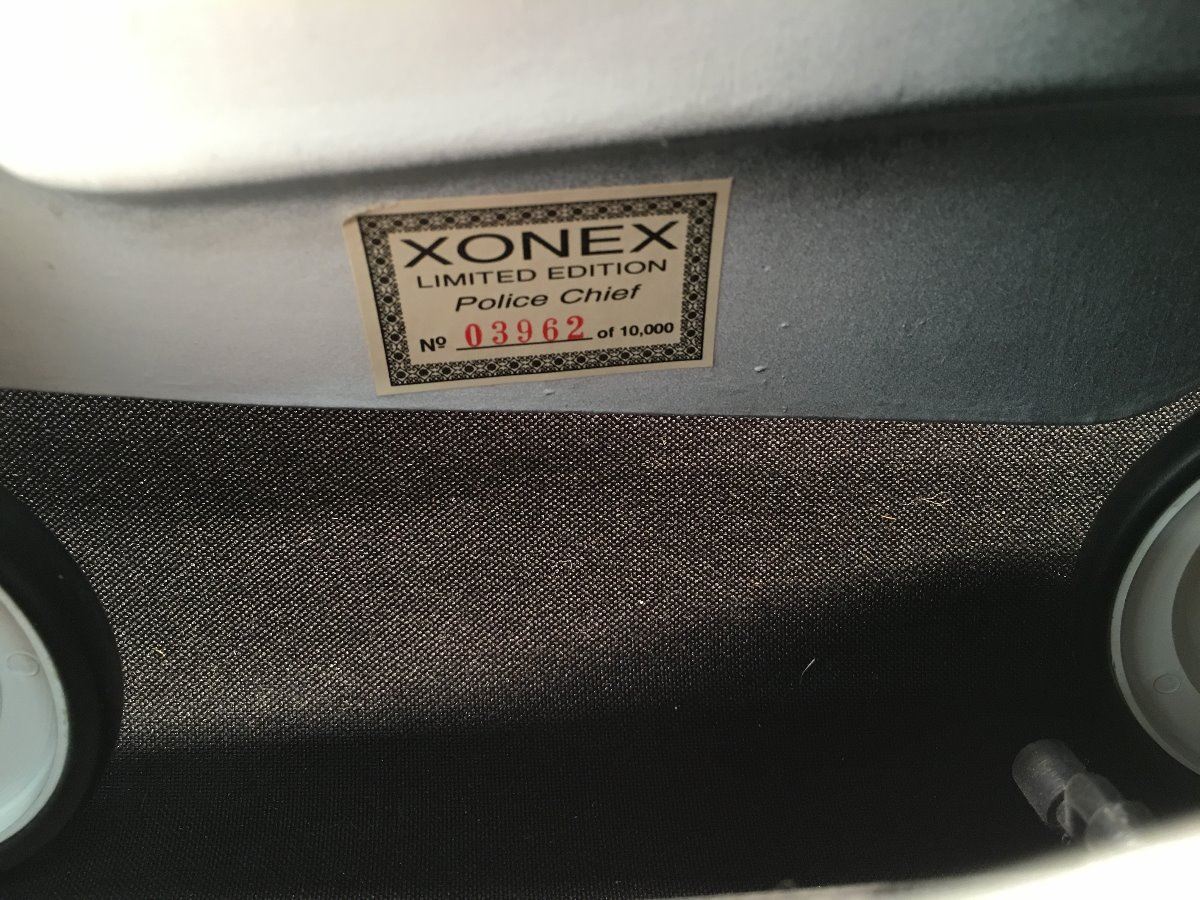 XONEX
LIMITED EDITION
Police Chief
Nº 03962 of 10,000